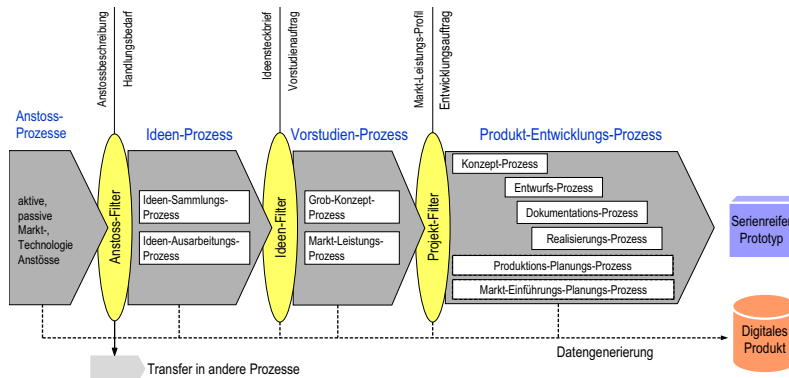 Anstossbeschreibung
Handlungsbedarf
Ideensteckbrief
Vorstudienauftrag
Markt-Leistungs-Profil
Entwicklungsauftrag
Anstoss-
Prozesse
Ideen-Prozess
Vorstudien-Prozess
Produkt-Entwicklungs-Prozess
aktive,
passive
Markt-,
Technologie
Anstösse
Anstoss-Filter
Ideen-Sammlungs-
Prozess
Ideen-Ausarbeitungs-
Prozess
Ideen-Filter
Grob-Konzept-
Prozess
Markt-Leistungs-
Prozess
Projekt-Filter
Konzept-Prozess
Entwurfs-Prozess
Dokumentations-Prozess
Realisierungs-Prozess
Produktions-Planungs-Prozess
Markt-Einführungs-Planungs-Prozess
Serienreifer
Prototyp
Digitales
Produkt
Datengenerierung
Transfer in andere Prozesse